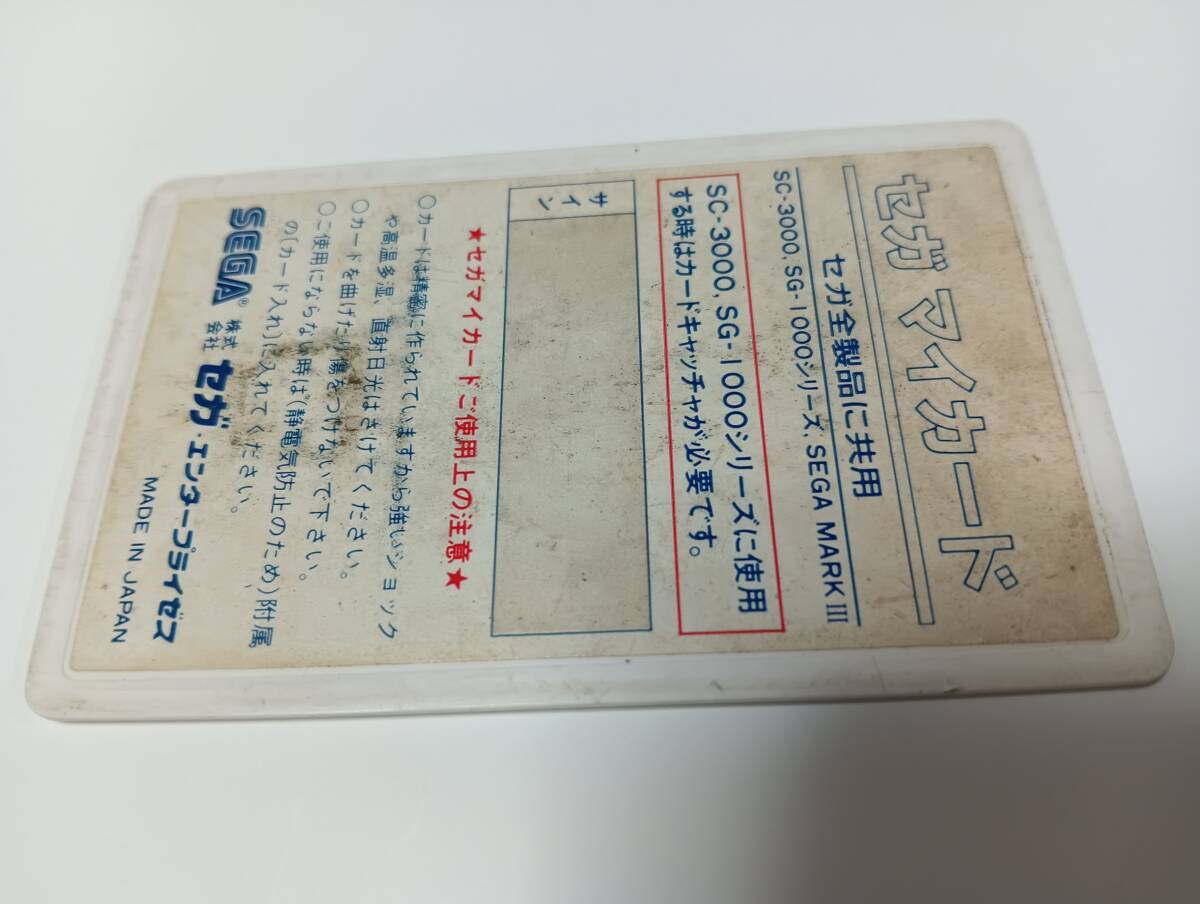 セガ マイカード
セガ全製品に共用
SC-3000, SG-1000シリーズ、SEGA MARK III
SC-3000, SG-1000シリーズに使用
する時はカードキャッチャが必要です。
サイン
★セガマイカードご使用上の注意★
○カードは精密に作られていますから強いショック
や高温多湿、直射日光はさけてください。
○カードを曲げたり傷をつけないで下さい。
○ご使用にならない時は(静電気防止のため)附属
の〔カード入れ〕に入れてください。
SEGA® 株式会社 セガ・エンタープライゼス
MADE IN JAPAN